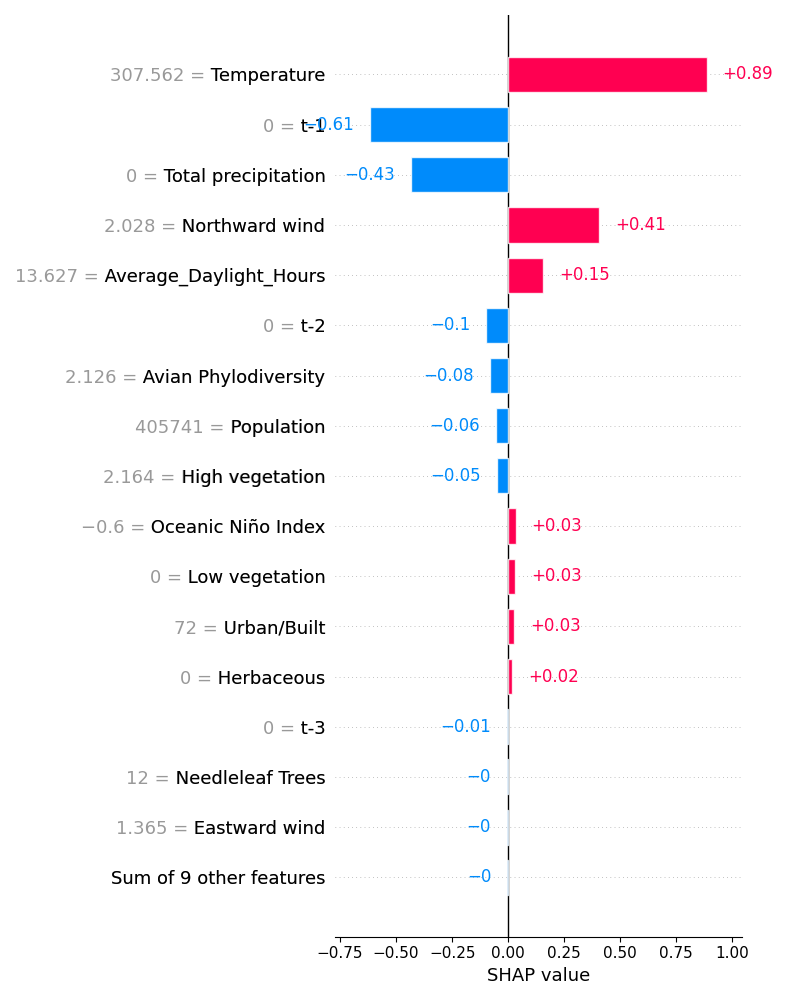 307.562 = Temperature +0.89
0 = t-1 −0.61
0 = Total precipitation −0.43
2.028 = Northward wind +0.41
13.627 = Average_Daylight_Hours +0.15
0 = t-2 −0.1
2.126 = Avian Phylodiversity −0.08
405741 = Population −0.06
2.164 = High vegetation −0.05
−0.6 = Oceanic Niño Index +0.03
0 = Low vegetation +0.03
72 = Urban/Built +0.03
0 = Herbaceous +0.02
0 = t-3 −0.01
12 = Needleleaf Trees −0
1.365 = Eastward wind −0
Sum of 9 other features −0
−0.75 −0.50 −0.25 0.00 0.25 0.50 0.75 1.00
SHAP value